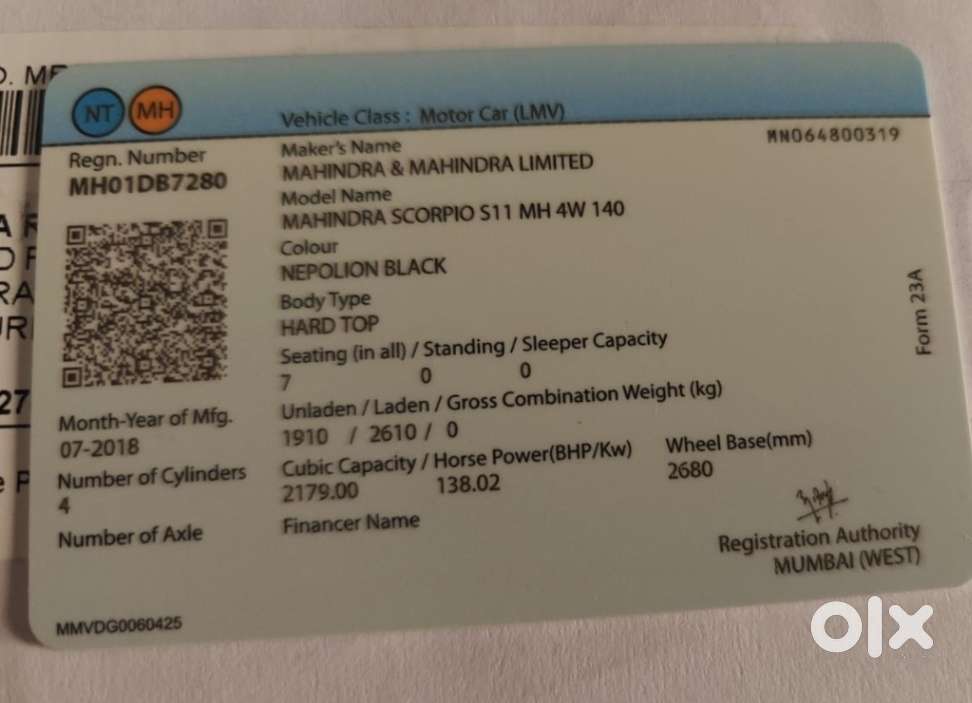 O. ME
NT MH
Vehicle Class : Motor Car (LMV)
MN064800319
Regn. Number
MH01DB7280
Maker's Name
MAHINDRA & MAHINDRA LIMITED
Model Name
MAHINDRA SCORPIO S11 MH 4W 140
Colour
NEPOLION BLACK
Body Type
HARD TOP
Seating (in all) / Standing / Sleeper Capacity
7 0 0
Unladen / Laden / Gross Combination Weight (kg)
1910 / 2610 / 0
Cubic Capacity / Horse Power(BHP/Kw)
2179.00 138.02
Wheel Base(mm)
2680
Month-Year of Mfg.
07-2018
Number of Cylinders
4
Number of Axle
Financer Name
Form 23A
Registration Authority
MUMBAI (WEST)
MMVDG0060425
27
olx